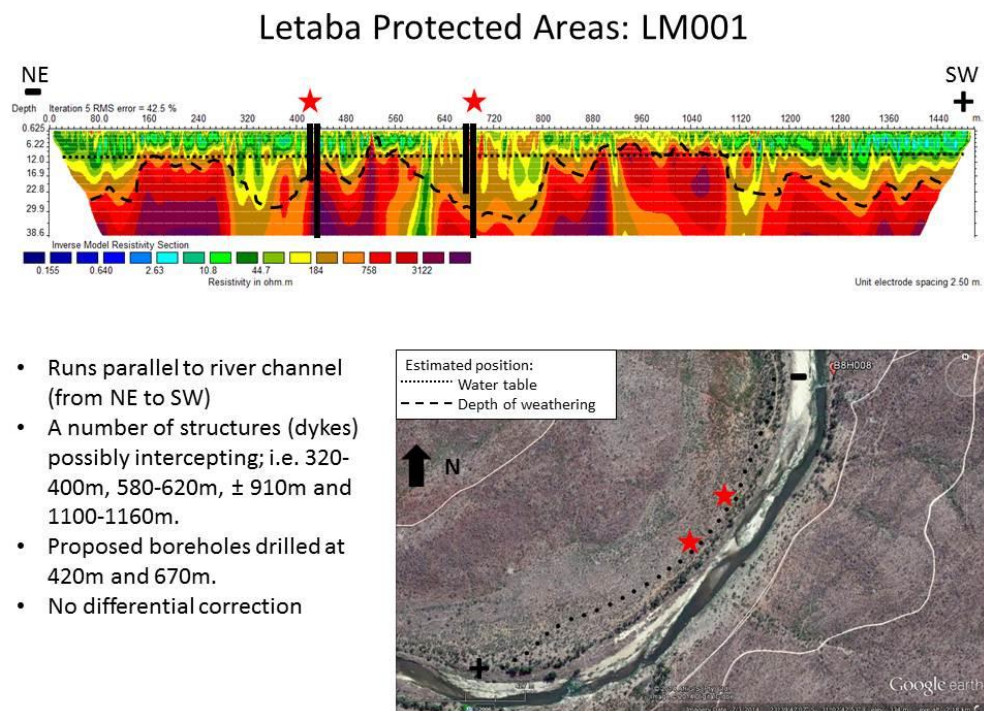 Letaba Protected Areas: LM001
NE
SW
Depth Iteration 5 RMS error = 42.5 %
0.0 80.0 160 240 320 400 480 560 640 720 800 880 960 1040 1120 1200 1280 1360 1440 m.
0.625
6.22
12.0
16.9
22.8
29.9
38.6
Inverse Model Resistivity Section
0.155 0.640 2.63 10.8 44.7 184 758 3122
Resistivity in ohm.m
Unit electrode spacing 2.50 m.
• Runs parallel to river channel
(from NE to SW)
• A number of structures (dykes)
possibly intercepting; i.e. 320-
400m, 580-620m, ± 910m and
1100-1160m.
• Proposed boreholes drilled at
420m and 670m.
• No differential correction
Estimated position:
Water table
Depth of weathering
B8H008
N
Google earth